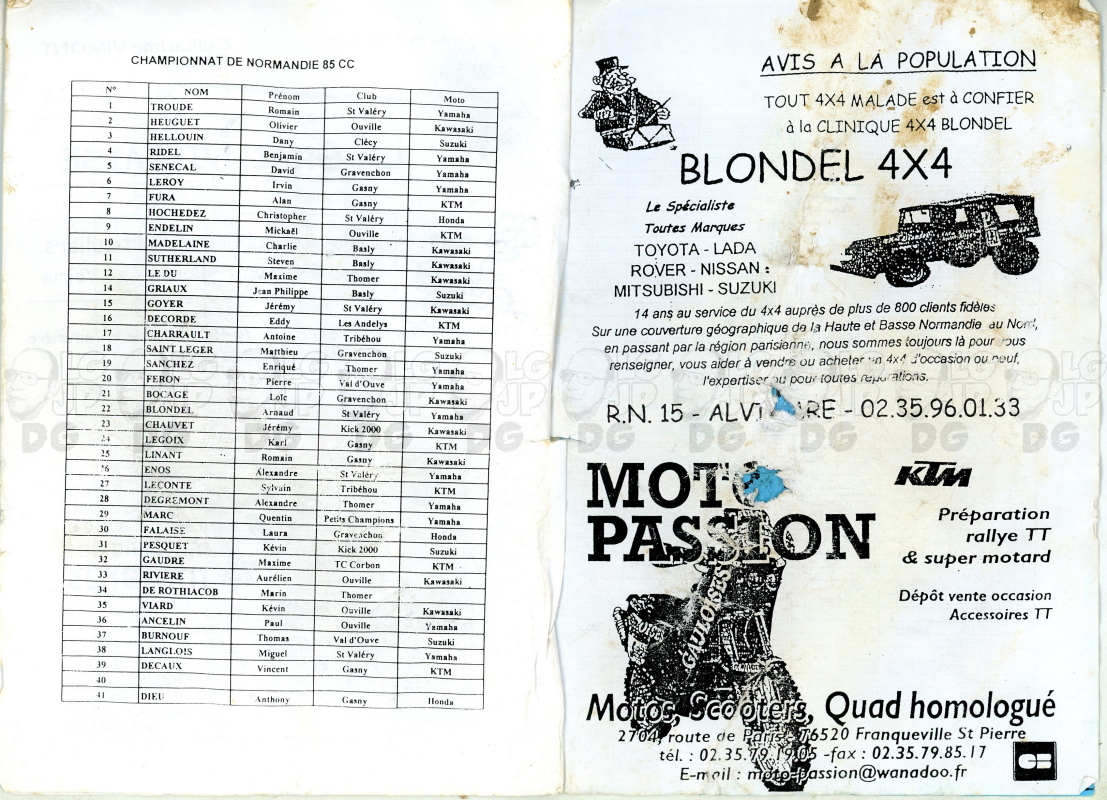 CHAMPIONNAT DE NORMANDIE 85 CC
N° NOM Prénom Club Moto
1 TROUDE Romain St Valéry Yamaha
2 HEUGUET Olivier Ouville Kawasaki
3 HELLOUIN Dany Clécy Suzuki
4 RIDEL Benjamin St Valéry Yamaha
5 SENECAL David Gravenchon Yamaha
6 LEROY Irvin Gasny Yamaha
7 FURA Alan Gasny KTM
8 HOCHEDEZ Christopher St Valéry Honda
9 ENDELIN Mickaël Ouville KTM
10 MADELAINE Charlie Basly Kawasaki
11 SUTHERLAND Steven Basly Kawasaki
12 LE DU Maxime Thomer Kawasaki
14 GRIAUX Jean Philippe Basly Suzuki
15 GOYER Jérémy St Valéry Kawasaki
16 DECORDE Eddy Les Andelys KTM
17 CHARRAULT Antoine Tribéhou Yamaha
18 SAINT LEGER Matthieu Gravenchon Suzuki
19 SANCHEZ Enriqué Thomer Yamaha
20 FERON Pierre Val d'Ouve Yamaha
21 BOCAGE Loïc Gravenchon Kawasaki
22 BLONDEL Arnaud St Valéry Yamaha
23 CHAUVET Jérémy Kick 2000 Kawasaki
24 LEGOIX Karl Gasny KTM
25 LINANT Romain Gasny Kawasaki
26 ENOS Alexandre St Valéry Yamaha
27 LECONTE Sylvain Tribéhou KTM
28 DEGREMONT Alexandre Thomer Kawasaki
29 MARC Quentin Petits Champions Yamaha
30 FALAISE Laura Gravenchon Honda
31 PESQUET Kévin Kick 2000 Suzuki
32 GAUDRE Maxime TC Corbon KTM
33 RIVIERE Aurélien Ouville Kawasaki
34 DE ROTHIACOB Marin Thomer
35 VIARD Kévin Ouville Kawasaki
36 ANCELIN Paul Ouville Yamaha
37 BURNOUF Thomas Val d'Ouve Suzuki
38 LANGLOIS Miguel St Valéry Yamaha
39 DECAUX Vincent Gasny KTM
40
41 DIEU Anthony Gasny Honda
AVIS A LA POPULATION
TOUT 4X4 MALADE est à CONFIER
à la CLINIQUE 4X4 BLONDEL
BLONDEL 4X4
Le Spécialiste
Toutes Marques
TOYOTA - LADA
ROVER - NISSAN :
MITSUBISHI - SUZUKI
14 ans au service du 4x4 auprès de plus de 800 clients fidèles
Sur une couverture géographique de la Haute et Basse Normandie au Nord,
en passant par la région parisienne, nous sommes toujours là pour vous
renseigner, vous aider à vendre ou acheter un 4x4 d'occasion ou neuf,
l'expertiser ou pour toutes réparations.
R.N. 15 - - 02.35.96.01.33
MOTO
PASSION
KTM
Préparation
rallye TT
& super motard
Dépôt vente occasion
Accessoires TT
GAULOISES
Motos, Scooters, Quad homologué
2704, route de Paris - 76520 Franqueville St Pierre
tél. : 02.35.79.19.05 -fax : 02.35.79.85.17
E-mail : moto-passion@wanadoo.fr
LG JP DG